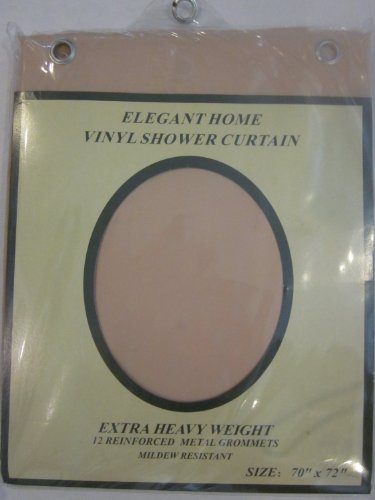 ELEGANT HOME
VINYL SHOWER CURTAIN
EXTRA HEAVY WEIGHT
12 REINFORCED METAL GROMMETS
MILDEW RESISTANT
SIZE: 70" x 72"